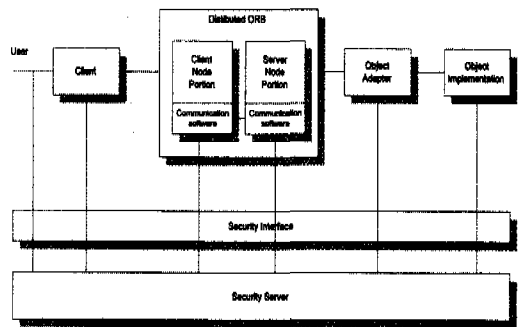 Distributed ORB
User
Client
Client
Node
Portion
Communication
software
Server
Node
Portion
Communication
software
Object
Adapter
Object
Implementation
Security Interface
Security Server